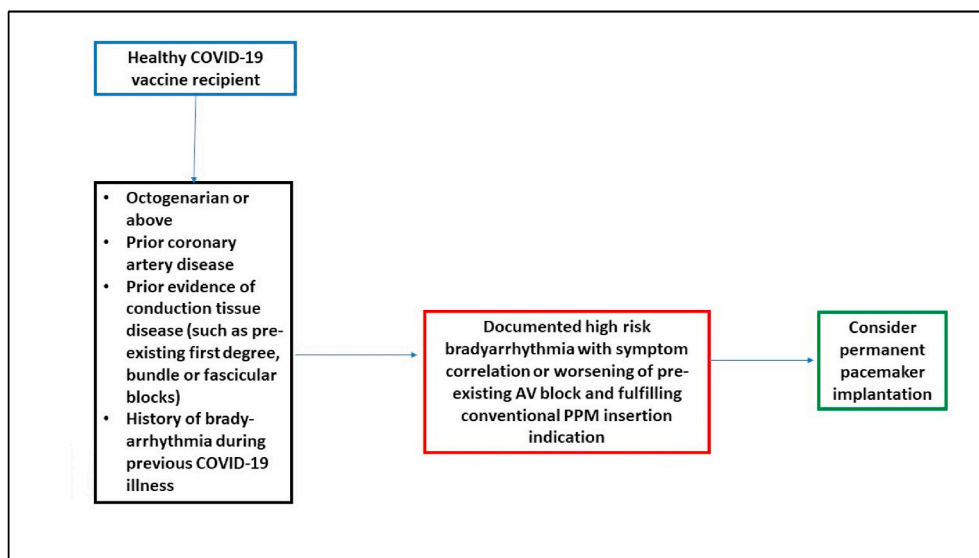 Healthy COVID-19
vaccine recipient
• Octogenarian or
above
• Prior coronary
artery disease
• Prior evidence of
conduction tissue
disease (such as pre-
existing first degree,
bundle or fascicular
blocks)
• History of brady-
arrhythmia during
previous COVID-19
illness
Documented high risk
bradyarrhythmia with symptom
correlation or worsening of pre-
existing AV block and fulfilling
conventional PPM insertion
indication
Consider
permanent
pacemaker
implantation